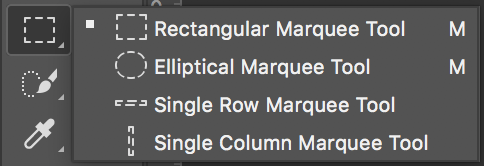 Rectangular Marquee Tool M
Elliptical Marquee Tool M
Single Row Marquee Tool
Single Column Marquee Tool